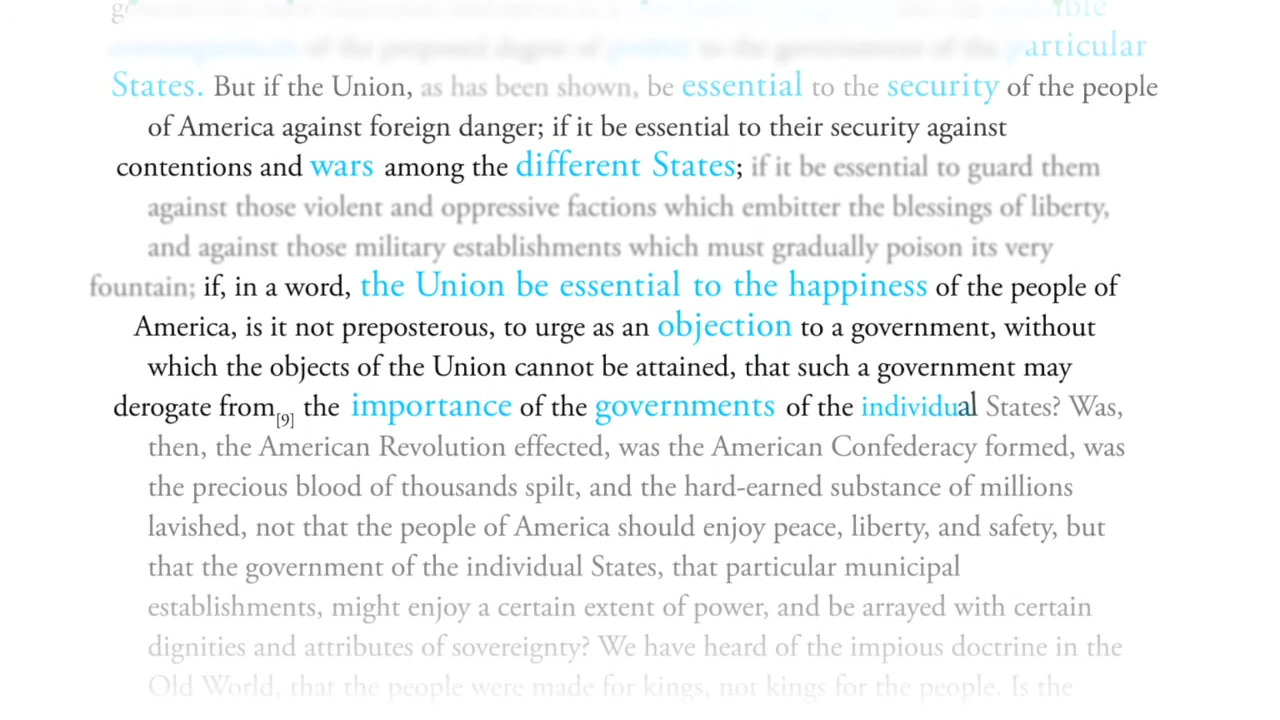 articular
States. But if the Union, as has been shown, be essential to the security of the people
of America against foreign danger; if it be essential to their security against
contentions and wars among the different States; if it be essential to guard them
against those violent and oppressive factions which embitter the blessings of liberty,
and against those military establishments which must gradually poison its very
fountain; if, in a word, the Union be essential to the happiness of the people of
America, is it not preposterous, to urge as an objection to a government, without
which the objects of the Union cannot be attained, that such a government may
derogate from[9] the importance of the governments of the individual States? Was,
then, the American Revolution effected, was the American Confederacy formed, was
the precious blood of thousands spilt, and the hard-earned substance of millions
lavished, not that the people of America should enjoy peace, liberty, and safety, but
that the government of the individual States, that particular municipal
establishments, might enjoy a certain extent of power, and be arrayed with certain
dignities and attributes of sovereignty? We have heard of the impious doctrine in the
Old World, that the people were made for kings, not kings for the people. Is the